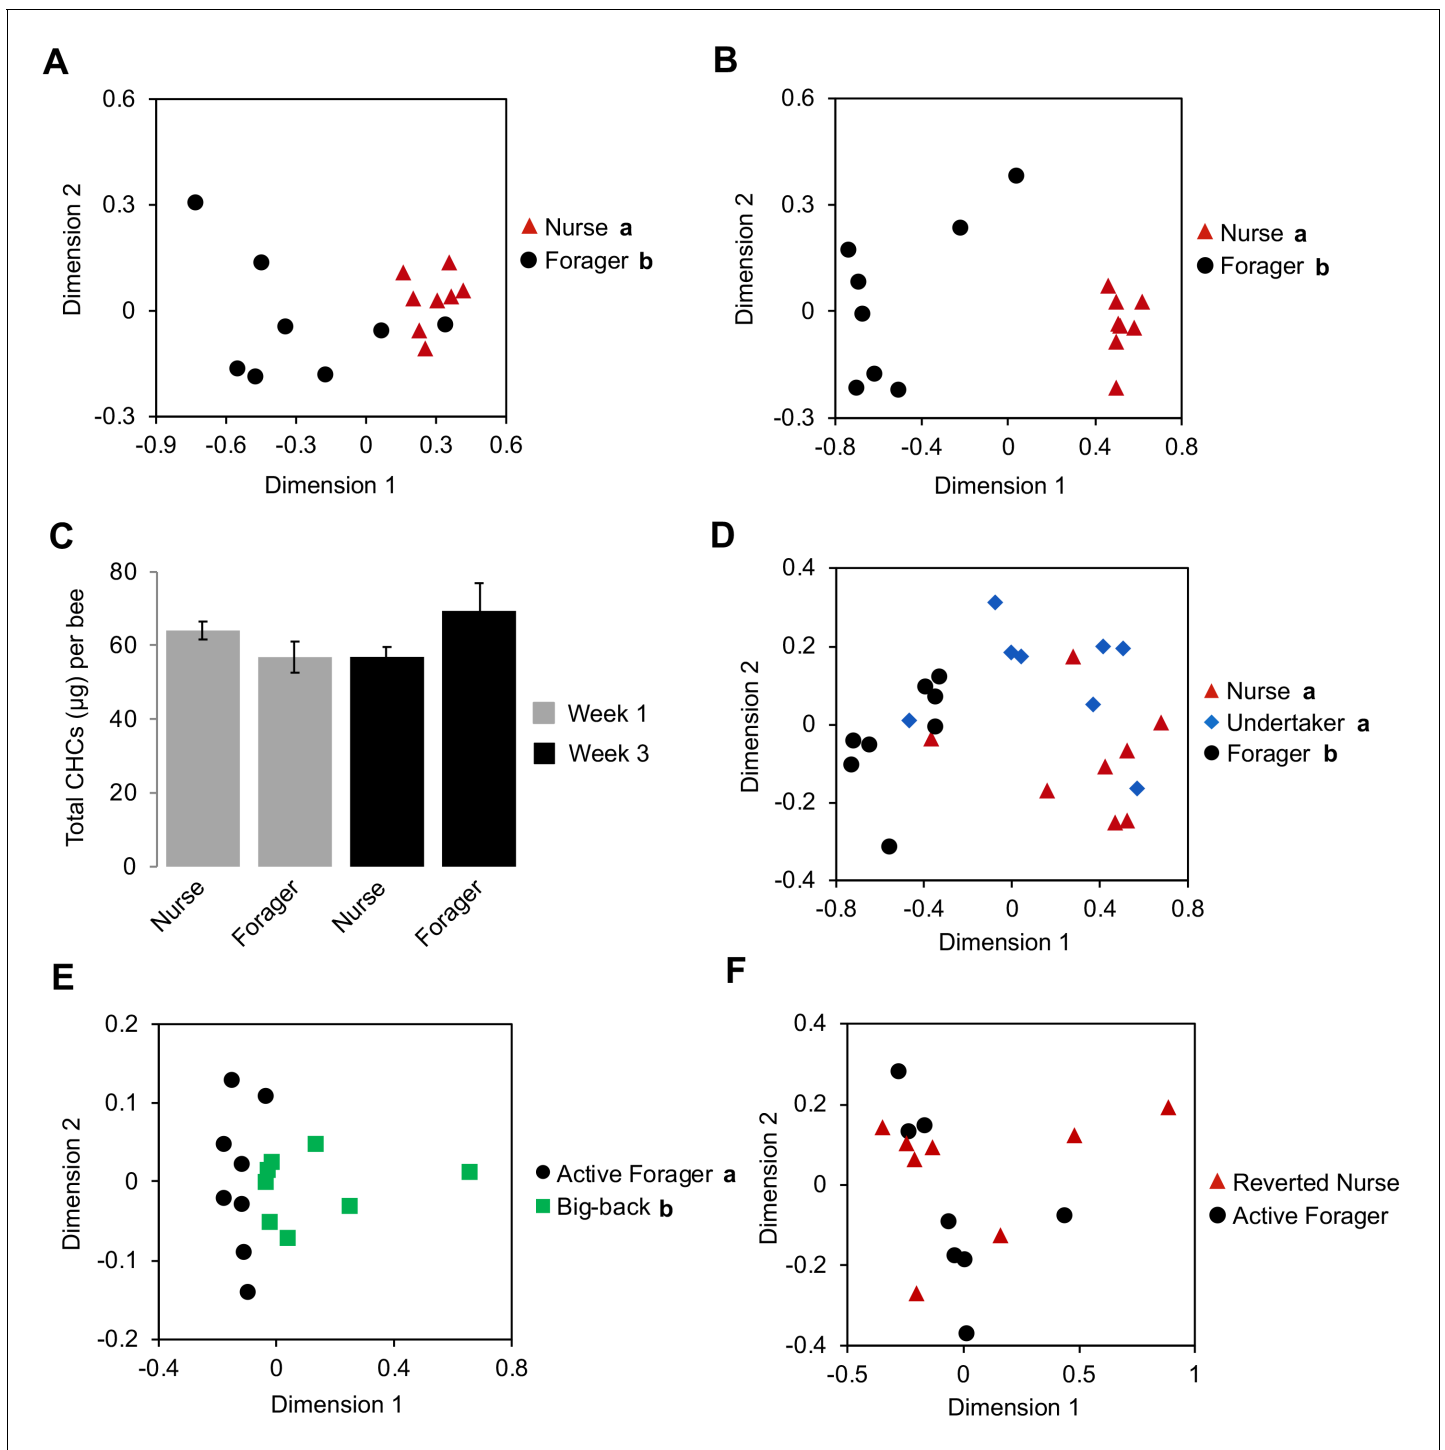 A
0.6
0.3
0
-0.3
-0.9 -0.6 -0.3 0 0.3 0.6
Dimension 1
Dimension 2
Nurse a
Forager b
B
0.6
0.3
0
-0.3
-0.8 -0.4 0 0.4 0.8
Dimension 1
Dimension 2
Nurse a
Forager b
C
80
60
40
20
0
Total CHCs (µg) per bee
Nurse Forager Nurse Forager
Week 1
Week 3
D
0.4
0.2
0
-0.2
-0.4
-0.8 -0.4 0 0.4 0.8
Dimension 1
Dimension 2
Nurse a
Undertaker a
Forager b
E
0.2
0.1
0
-0.1
-0.2
-0.4 0 0.4 0.8
Dimension 1
Dimension 2
Active Forager a
Big-back b
F
0.4
0.2
0
-0.2
-0.4
-0.5 0 0.5 1
Dimension 1
Dimension 2
Reverted Nurse
Active Forager